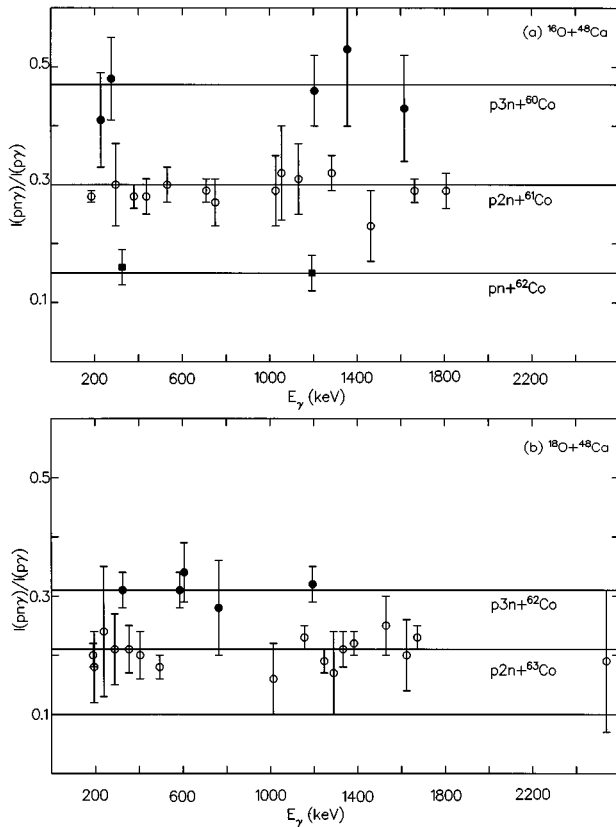 (a) ¹⁶O+⁴⁸Ca
0.5
p3n+⁶⁰Co
I(pnγ)/I(pγ)
0.3
p2n+⁶¹Co
pn+⁶²Co
0.1
200 600 1000 1400 1800 2200
Eγ (keV)
(b) ¹⁸O+⁴⁸Ca
0.5
I(pnγ)/I(pγ)
0.3
p3n+⁶²Co
p2n+⁶³Co
0.1
200 600 1000 1400 1800 2200
Eγ (keV)